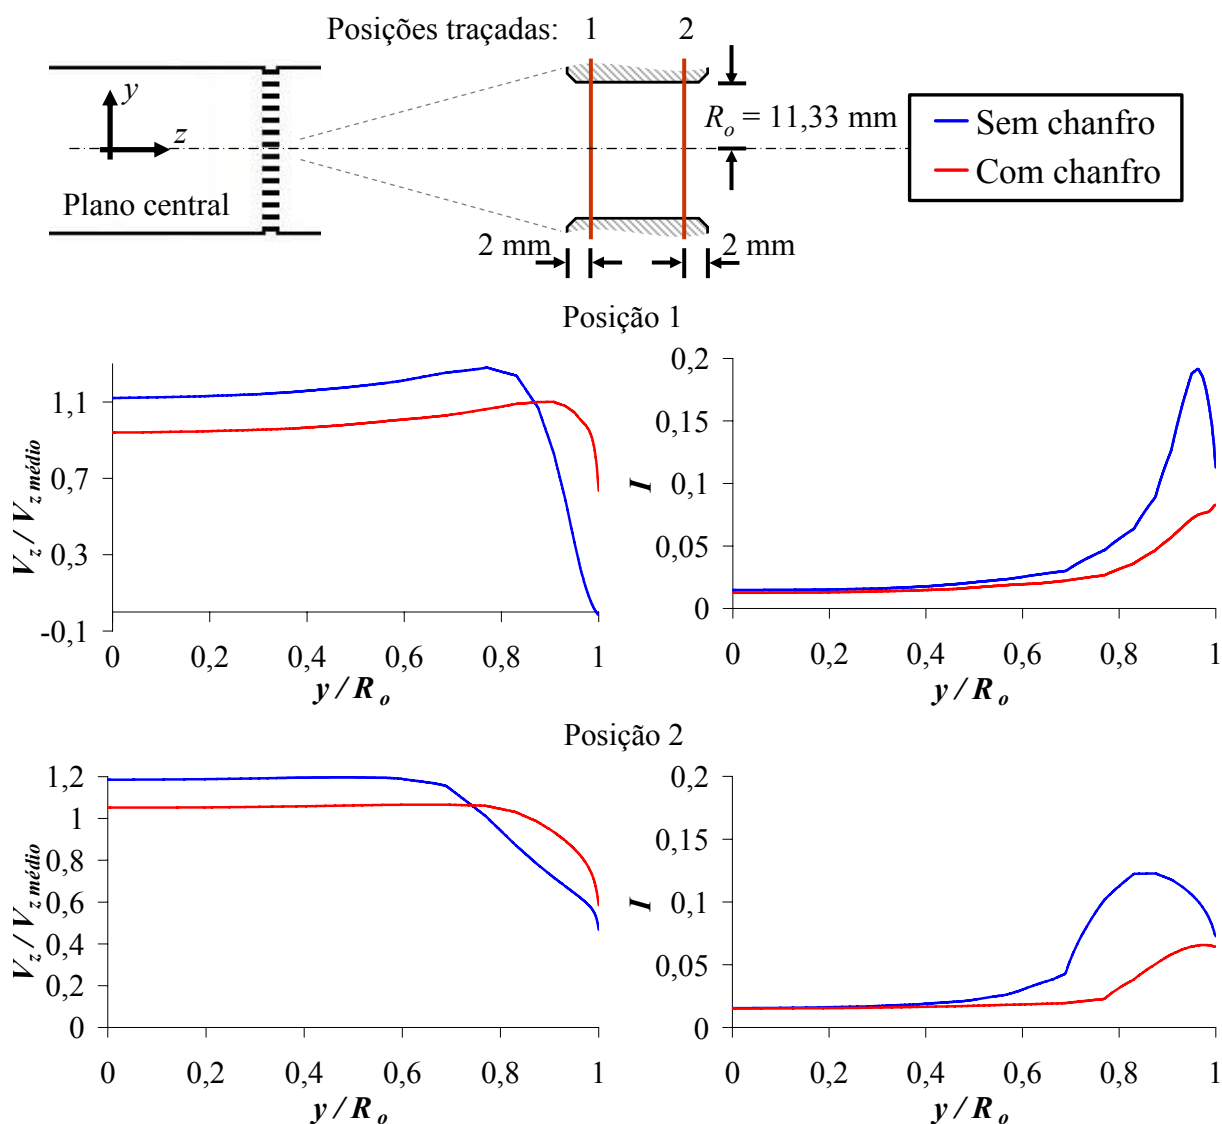 Posições traçadas: 1 2
y
z
Plano central
R_o = 11,33 mm
2 mm
2 mm
Sem chanfro
Com chanfro
Posição 1
V_z / V_z médio
1,1
0,7
0,3
-0,1
0 0,2 0,4 0,6 0,8 1
y / R_o
I
0,2
0,15
0,1
0,05
0
0 0,2 0,4 0,6 0,8 1
y / R_o
Posição 2
V_z / V_z médio
1,2
1
0,8
0,6
0,4
0,2
0
0 0,2 0,4 0,6 0,8 1
y / R_o
I
0,2
0,15
0,1
0,05
0
0 0,2 0,4 0,6 0,8 1
y / R_o